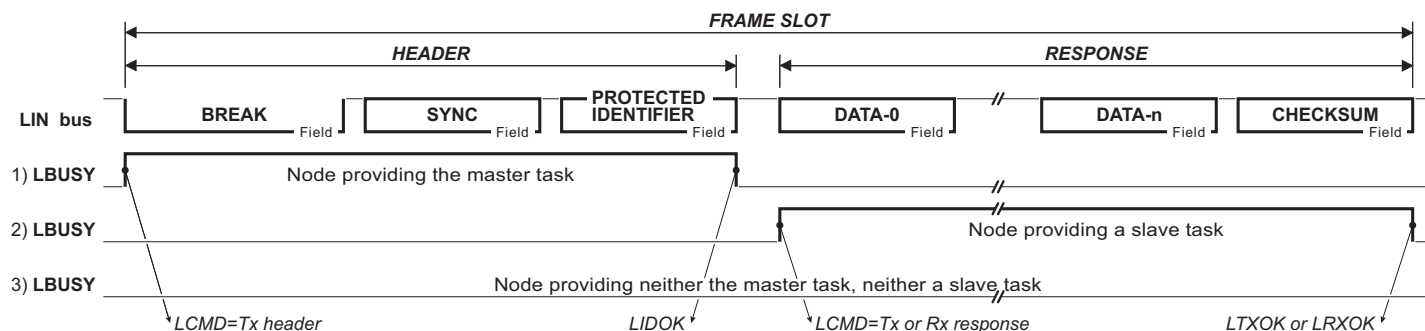 FRAME SLOT
HEADER
RESPONSE
LIN bus
BREAK
Field
SYNC
Field
PROTECTED
IDENTIFIER
Field
DATA-0
Field
DATA-n
Field
CHECKSUM
Field
1) LBUSY
Node providing the master task
2) LBUSY
Node providing a slave task
3) LBUSY
Node providing neither the master task, neither a slave task
LCMD=Tx header
LIDOK
LCMD=Tx or Rx response
LTXOK or LRXOK